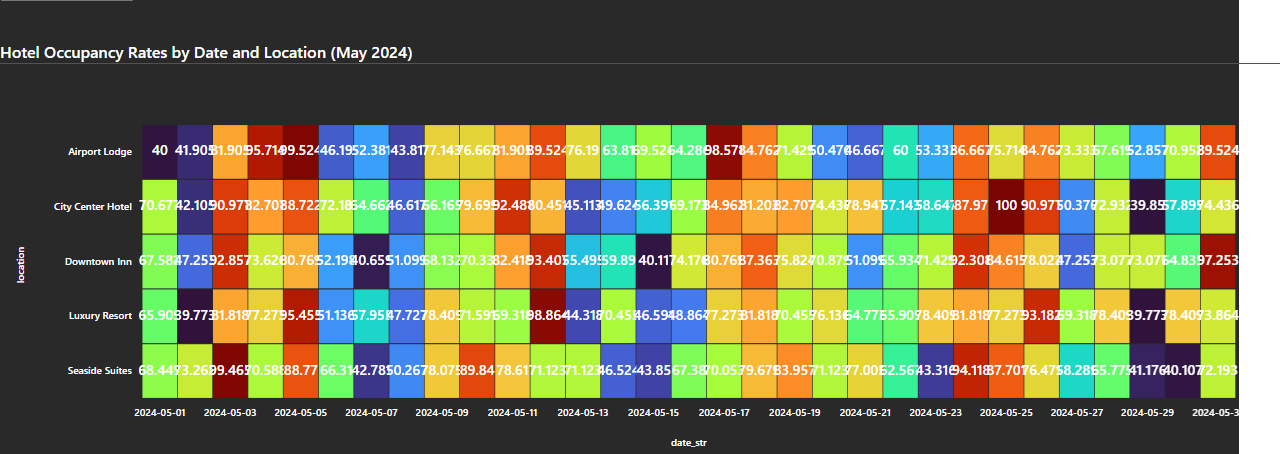 Hotel Occupancy Rates by Date and Location (May 2024)
location
Airport Lodge 40 41.905 81.905 95.714 99.524 46.19 52.381 43.81 77.143 76.667 81.905 89.524 76.19 63.81 69.524 64.286 98.571 84.762 71.429 50.476 46.667 60 53.333 86.667 75.714 84.762 73.333 67.619 52.857 70.952 89.524
City Center Hotel 70.677 42.105 90.977 82.707 88.722 72.18 64.662 46.617 66.165 79.699 92.481 80.451 45.113 49.624 56.391 69.173 84.962 81.203 82.707 74.436 78.947 57.143 58.647 87.97 100 90.977 50.376 72.932 39.85 57.895 74.436
Downtown Inn 67.582 47.253 92.857 73.626 80.769 52.198 40.659 51.099 68.132 70.33 82.418 93.407 55.495 59.89 40.11 74.176 80.769 87.363 75.824 70.879 51.099 65.934 71.429 92.308 84.615 78.022 47.253 73.077 73.077 64.835 97.253
Luxury Resort 65.909 39.773 81.818 77.273 95.455 51.136 57.955 47.727 78.409 71.591 69.318 98.864 44.318 70.455 46.591 48.864 77.273 81.818 70.455 76.136 64.773 65.909 78.409 81.818 77.273 93.182 69.318 78.409 39.773 78.409 73.864
Seaside Suites 68.449 73.262 99.465 70.588 88.77 66.31 42.781 50.267 78.075 89.84 78.61 71.123 71.123 46.524 43.85 67.38 70.053 79.679 83.957 71.123 77.005 62.567 43.316 94.118 87.701 76.471 58.289 65.775 41.176 40.107 72.193
2024-05-01 2024-05-03 2024-05-05 2024-05-07 2024-05-09 2024-05-11 2024-05-13 2024-05-15 2024-05-17 2024-05-19 2024-05-21 2024-05-23 2024-05-25 2024-05-27 2024-05-29 2024-05-3
date_str